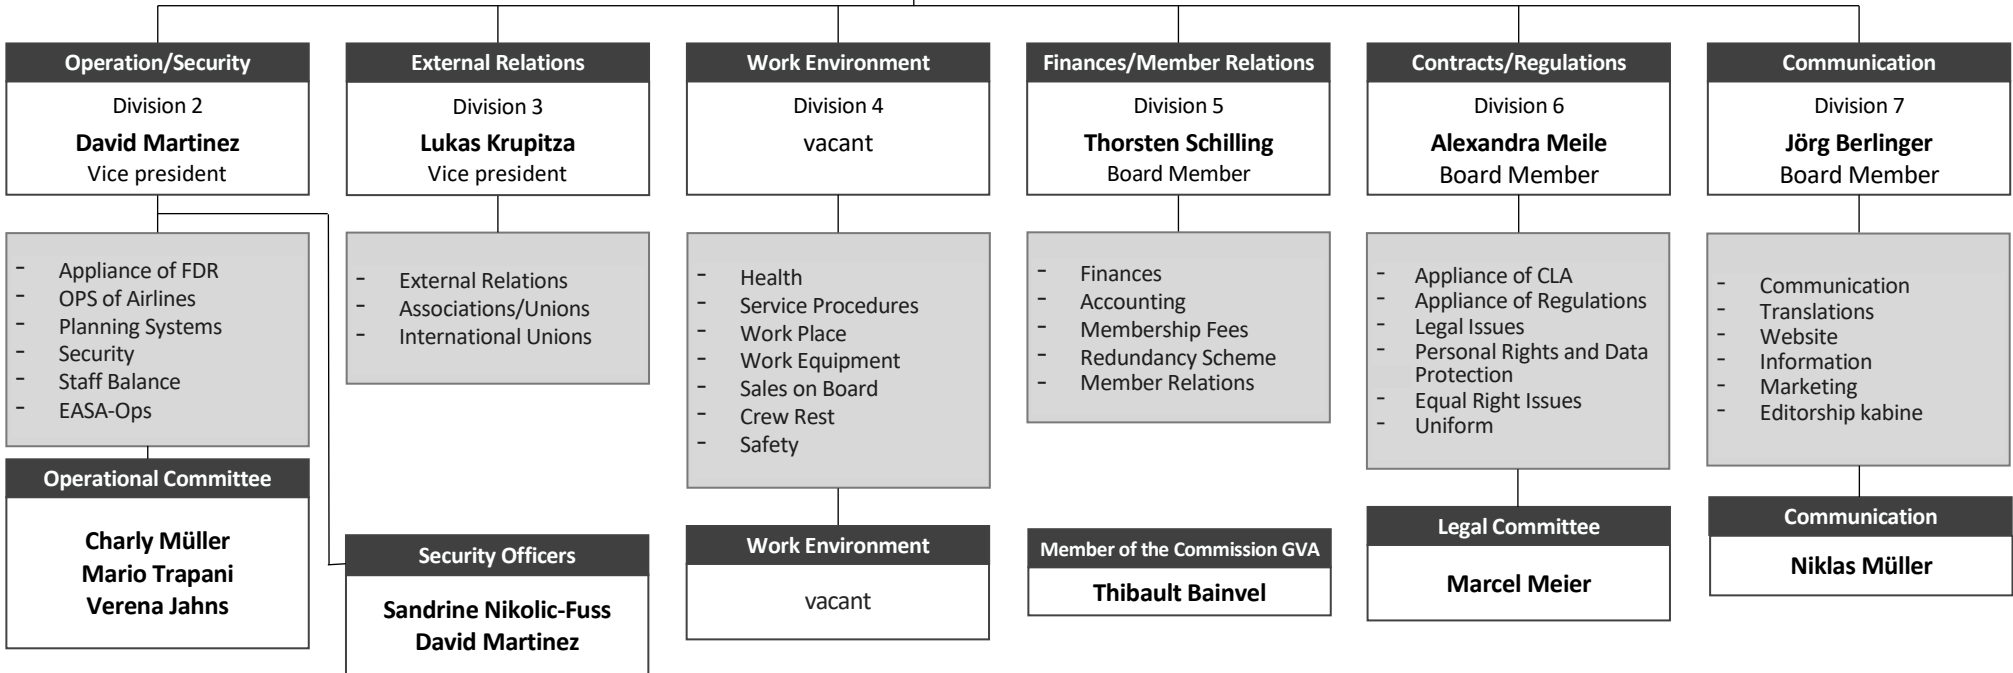 Operation/Security
Division 2
David Martinez
Vice president
- Appliance of FDR
- OPS of Airlines
- Planning Systems
- Security
- Staff Balance
- EASA-Ops
Operational Committee
Charly Müller
Mario Trapani
Verena Jahns
External Relations
Division 3
Lukas Krupitza
Vice president
- External Relations
- Associations/Unions
- International Unions
Security Officers
Sandrine Nikolic-Fuss
David Martinez
Work Environment
Division 4
vacant
- Health
- Service Procedures
- Work Place
- Work Equipment
- Sales on Board
- Crew Rest
- Safety
Work Environment
vacant
Finances/Member Relations
Division 5
Thorsten Schilling
Board Member
- Finances
- Accounting
- Membership Fees
- Redundancy Scheme
- Member Relations
Member of the Commission GVA
Thibault Bainvel
Contracts/Regulations
Division 6
Alexandra Meile
Board Member
- Appliance of CLA
- Appliance of Regulations
- Legal Issues
- Personal Rights and Data
Protection
- Equal Right Issues
- Uniform
Legal Committee
Marcel Meier
Communication
Division 7
Jörg Berlinger
Board Member
- Communication
- Translations
- Website
- Information
- Marketing
- Editorship kabine
Communication
Niklas Müller